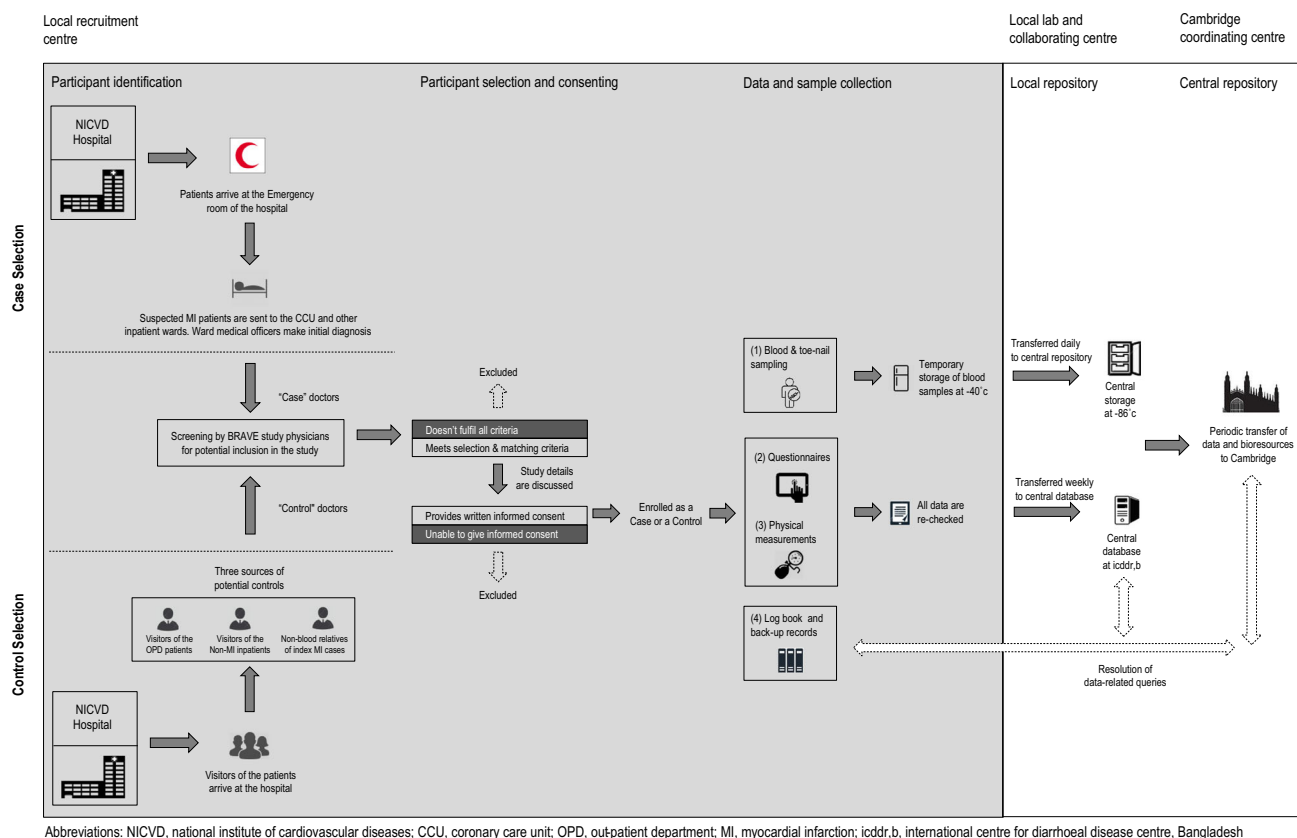 Local recruitment
centre
Local lab and
collaborating centre
Cambridge
coordinating centre
Participant identification
Participant selection and consenting
Data and sample collection
Local repository
Central repository
Case Selection
NICVD
Hospital
Patients arrive at the Emergency
room of the hospital
Suspected MI patients are sent to the CCU and other
inpatient wards. Ward medical officers make initial diagnosis
"Case" doctors
Screening by BRAVE study physicians
for potential inclusion in the study
"Control" doctors
Excluded
Doesn't fulfil all criteria
Meets selection & matching criteria
Study details
are discussed
Provides written informed consent
Unable to give informed consent
Excluded
Enrolled as a
Case or a Control
(1) Blood & toe-nail
sampling
Temporary
storage of blood
samples at -40˚c
Transferred daily
to central repository
Central
storage
at -86˚c
Periodic transfer of
data and bioresources
to Cambridge
(2) Questionnaires
(3) Physical
measurements
All data are
re-checked
Transferred weekly
to central database
Central
database
at icddr,b
(4) Log book and
back-up records
Resolution of
data-related queries
Control Selection
Three sources of
potential controls
Visitors of the
OPD patients
Visitors of the
Non-MI inpatients
Non-blood relatives
of index MI cases
NICVD
Hospital
Visitors of the patients
arrive at the hospital
Abbreviations: NICVD, national institute of cardiovascular diseases; CCU, coronary care unit; OPD, outpatient department; MI, myocardial infarction; icddr,b, international centre for diarrhoeal disease centre, Bangladesh